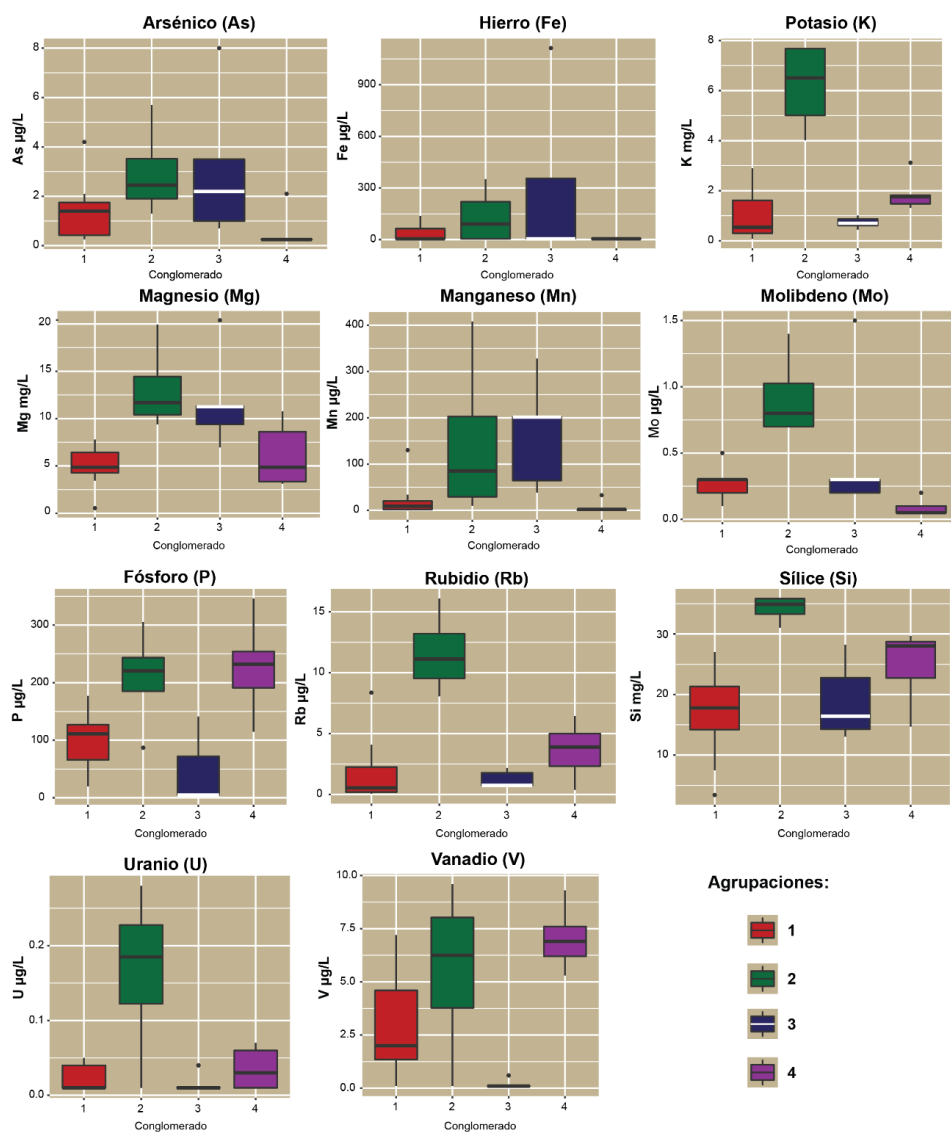 Arsénico (As)
As µg/L
8
6
4
2
0
1 2 3 4
Conglomerado
Hierro (Fe)
Fe µg/L
900
600
300
0
1 2 3 4
Conglomerado
Potasio (K)
K mg/L
8
6
4
2
0
1 2 3 4
Conglomerado
Magnesio (Mg)
Mg mg/L
20
15
10
5
0
1 2 3 4
Conglomerado
Manganeso (Mn)
Mn µg/L
400
300
200
100
0
1 2 3 4
Conglomerado
Molibdeno (Mo)
Mo µg/L
1.5
1.0
0.5
0.0
1 2 3 4
Conglomerado
Fósforo (P)
P µg/L
300
200
100
0
1 2 3 4
Conglomerado
Rubidio (Rb)
Rb µg/L
15
10
5
0
1 2 3 4
Conglomerado
Sílice (Si)
Si mg/L
30
20
10
1 2 3 4
Conglomerado
Uranio (U)
U µg/L
0.2
0.1
0.0
1 2 3 4
Conglomerado
Vanadio (V)
V µg/L
10.0
7.5
5.0
2.5
0.0
1 2 3 4
Conglomerado
Agrupaciones:
1
2
3
4